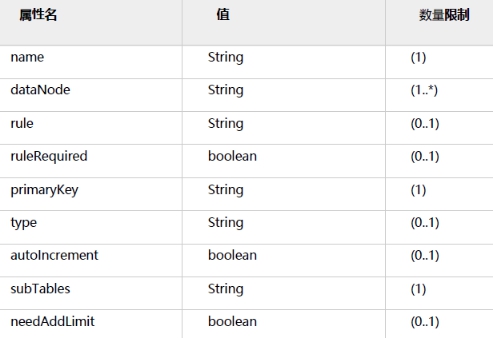 属性名 值 数量限制
name String (1)
dataNode String (1..*)
rule String (0..1)
ruleRequired boolean (0..1)
primaryKey String (1)
type String (0..1)
autoIncrement boolean (0..1)
subTables String (1)
needAddLimit boolean (0..1)